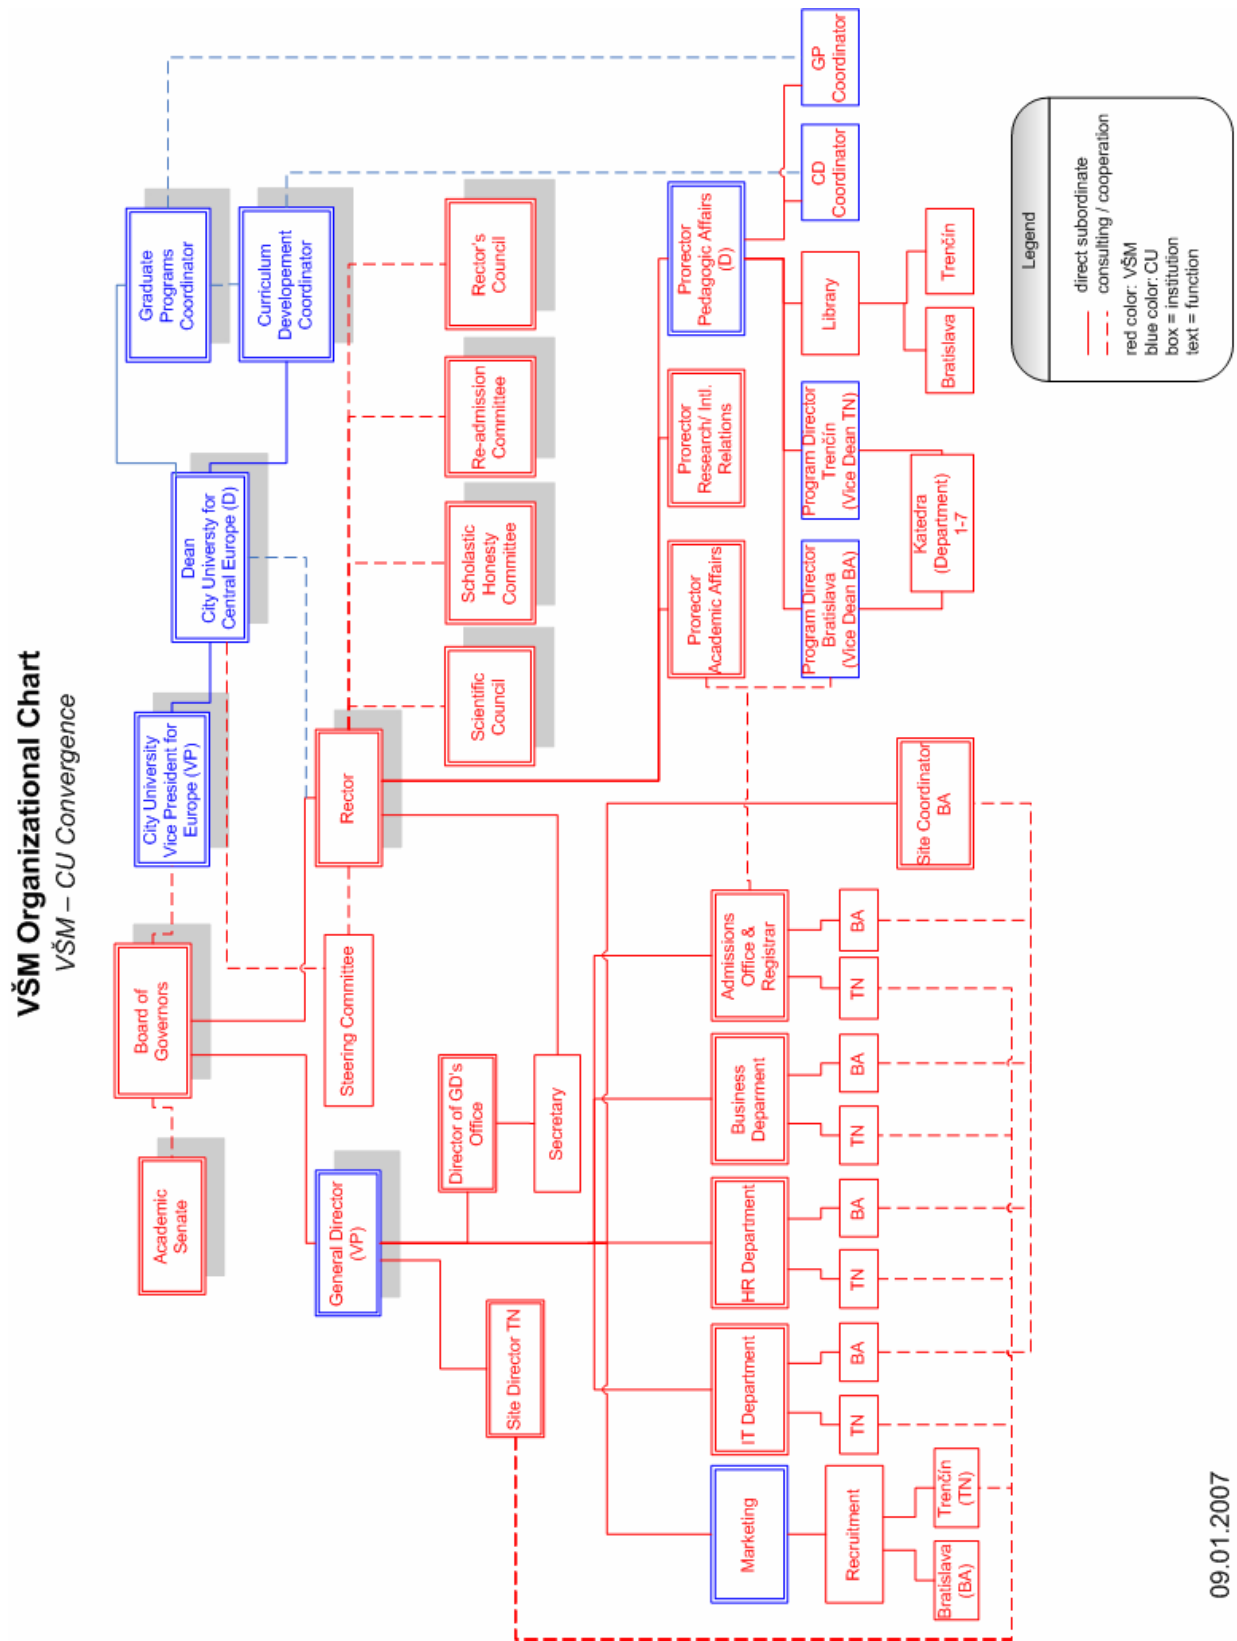 VŠM Organizational Chart
VŠM – CU Convergence
Academic
Senate
Board of
Governors
City University
Vice President for
Europe (VP)
Dean
City Universty for
Central Europe (D)
Graduate
Programs
Coordinator
Curriculum
Developement
Coordinator
General Director
(VP)
Steering Committee
Rector
Director of GD's
Office
Secretary
Scientific
Council
Scholastic
Honesty
Committee
Re-admission
Committee
Rector's
Council
Site Director TN
Prorector
Academic Affairs
Prorector
Research/ Intl.
Relations
Prorector
Pedagogic Affairs
(D)
Marketing
IT Department
HR Department
Business
Deparment
Admissions
Office &
Registrar
Program Director
Bratislava
(Vice Dean BA)
Program Director
Trenčín
(Vice Dean TN)
Library
CD
Coordinator
GP
Coordinator
Recruitment
TN
BA
TN
BA
TN
BA
TN
BA
Site Coordinator
BA
Katedra
(Department)
1-7
Bratislava
Trenčín
Bratislava
(BA)
Trenčín
(TN)
Legend
direct subordinate
consulting / cooperation
red color: VŠM
blue color: CU
box = institution
text = function
09.01.2007